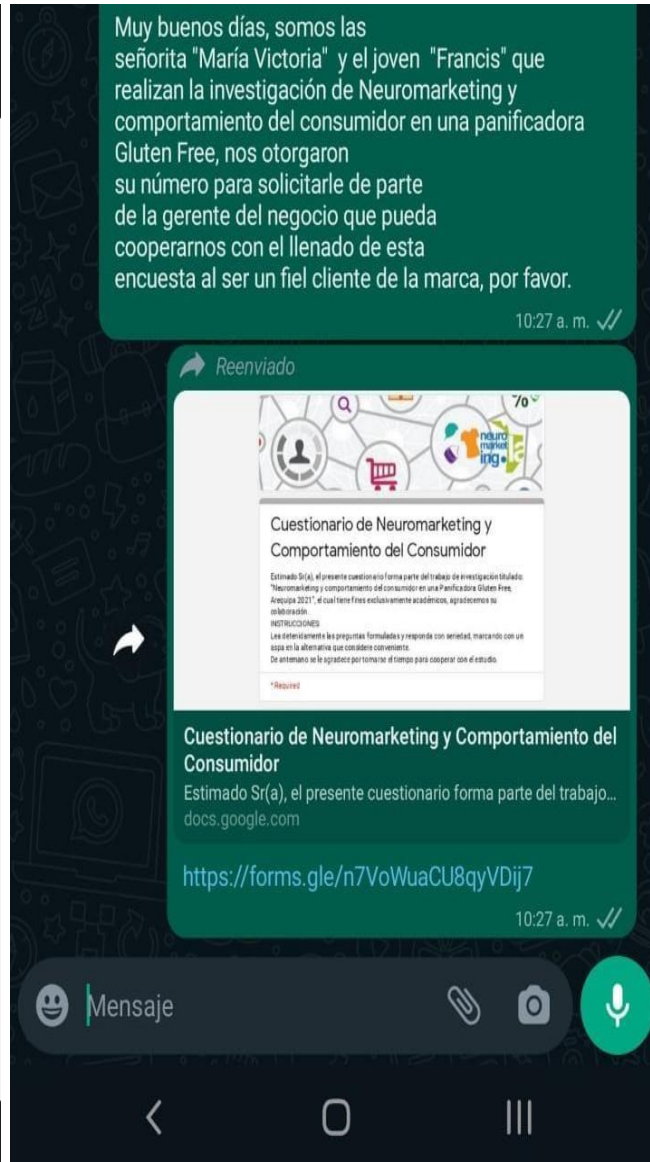 Muy buenos días, somos las
señorita "María Victoria" y el joven "Francis" que
realizan la investigación de Neuromarketing y
comportamiento del consumidor en una panificadora
Gluten Free, nos otorgaron
su número para solicitarle de parte
de la gerente del negocio que pueda
cooperarnos con el llenado de esta
encuesta al ser un fiel cliente de la marca, por favor.
10:27 a. m.
Reenviado
%
neuro
market
ing
la
Cuestionario de Neuromarketing y
Comportamiento del Consumidor
Estimado Sr(a), el presente cuestionario forma parte del trabajo de investigación titulado:
"Neuromarketing y comportamiento del consumidor en una Panificadora Gluten Free,
Arequipa 2021", el cual tiene fines exclusivamente académicos, agradecemos su
colaboración.
INSTRUCCIONES:
Lea detenidamente las preguntas formuladas y responda con seriedad, marcando con un
aspa en la alternativa que considere conveniente.
De antemano se le agradece por tomarse el tiempo para cooperar con el estudio.
*Required
Cuestionario de Neuromarketing y Comportamiento del
Consumidor
Estimado Sr(a), el presente cuestionario forma parte del trabajo...
docs.google.com
https://forms.gle/n7VoWuaCU8qyVDij7
10:27 a. m.
Mensaje